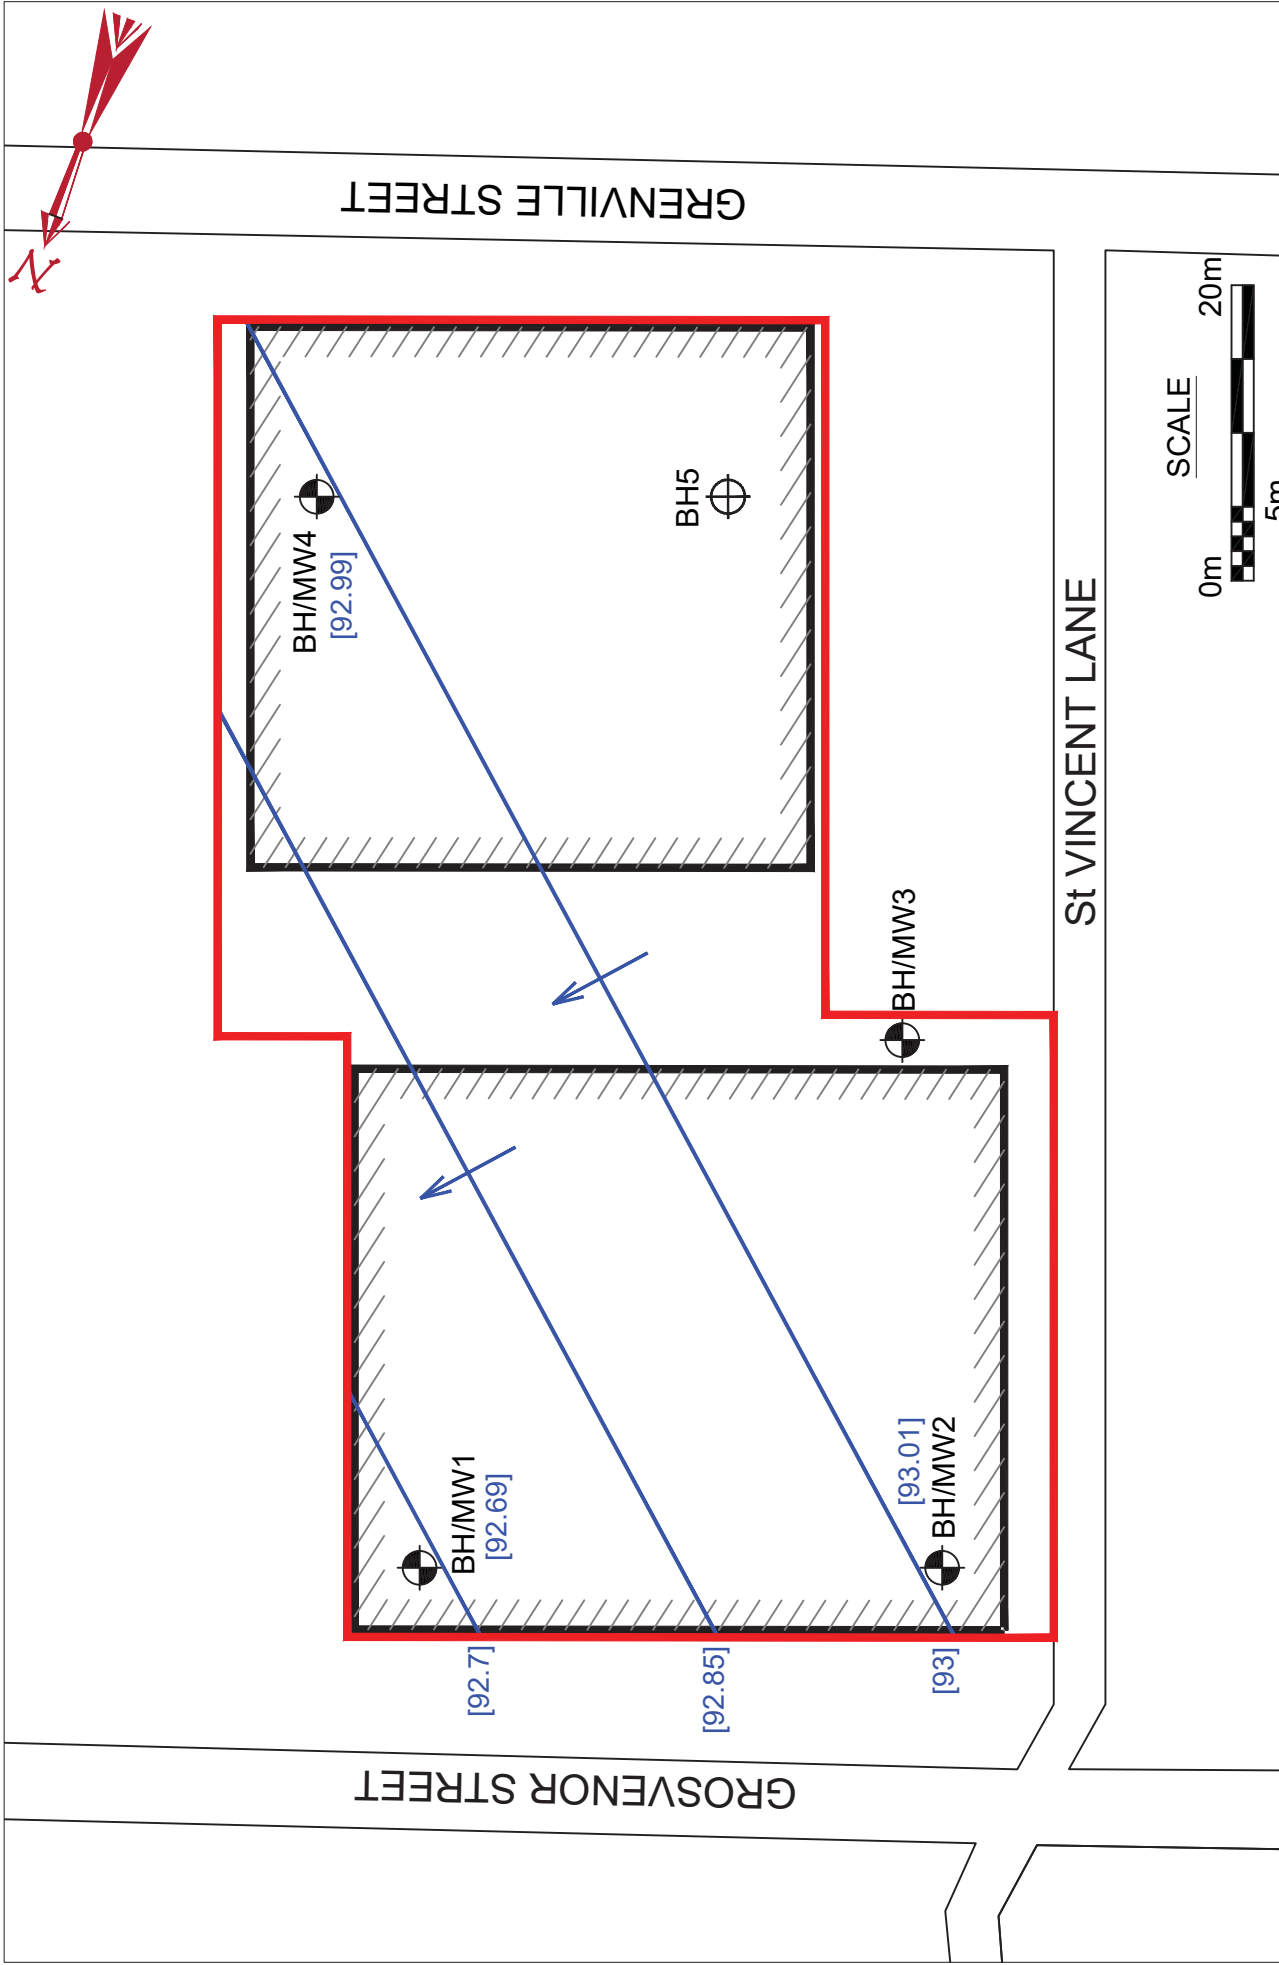 N
GRENVILLE STREET
BH/MW4
[92.99]
BH5
SCALE
0m
20m
5m
St VINCENT LANE
BH/MW3
BH/MW1
[92.69]
[93.01]
BH/MW2
[92.7]
[92.85]
[93]
GROSVENOR STREET